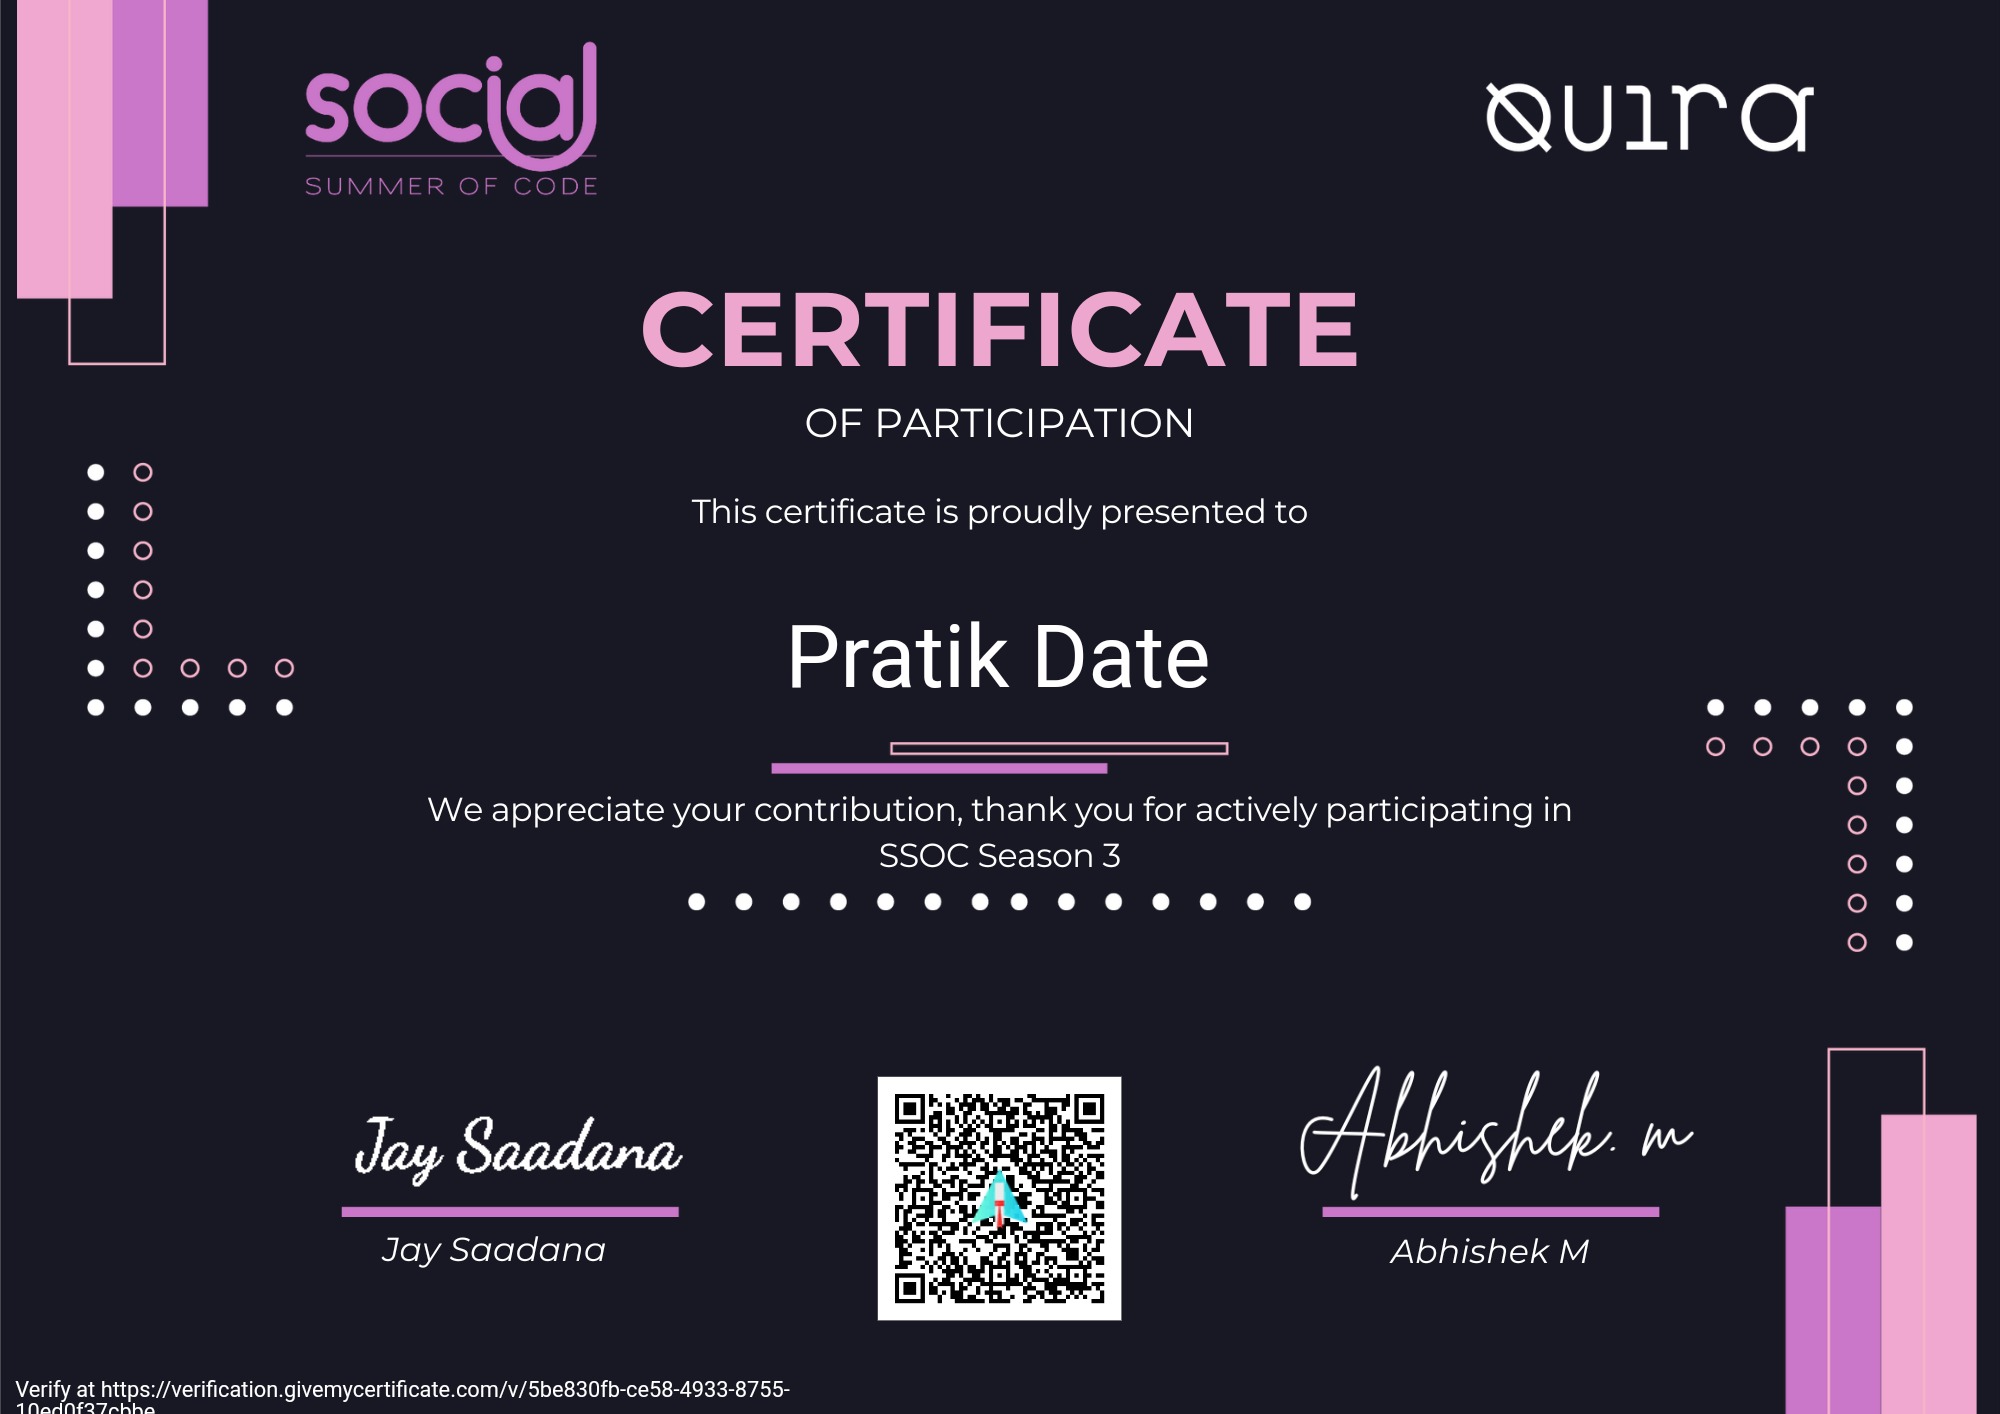 social
SUMMER OF CODE
Quira
CERTIFICATE
OF PARTICIPATION
This certificate is proudly presented to
Pratik Date
We appreciate your contribution, thank you for actively participating in
SSOC Season 3
Jay Saadana
Abhishek. m
Jay Saadana
Abhishek M
Verify at https://verification.givemycertificate.com/v/5be830fb-ce58-4933-8755-
10ed0f37cbbe